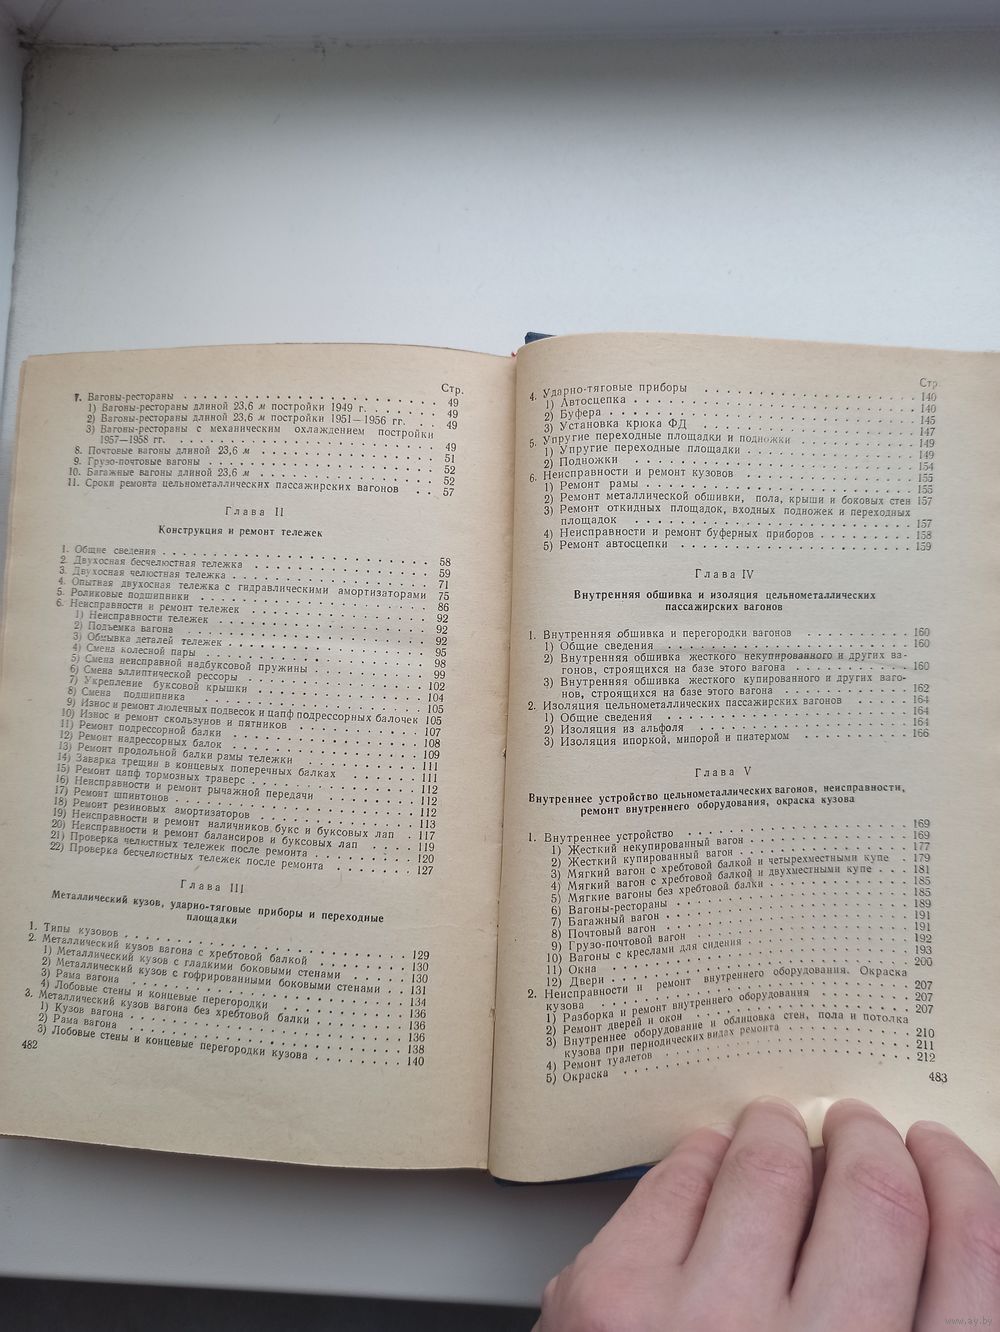 Стр.
7. Вагоны-рестораны 49
1) Вагоны-рестораны длиной 23,6 м постройки 1949 г. 49
2) Вагоны-рестораны длиной 23,6 м постройки 1951—1956 гг. 49
3) Вагоны-рестораны с механическим охлаждением постройки
1957—1958 гг. 49
8. Почтовые вагоны длиной 23,6 м 51
9. Грузо-почтовые вагоны 52
10. Багажные вагоны длиной 23,6 м 52
11. Сроки ремонта цельнометаллических пассажирских вагонов 57
Глава II
Конструкция и ремонт тележек
1. Общие сведения 58
2. Двухосная бесчелюстная тележка 59
3. Двухосная челюстная тележка 71
4. Опытная двухосная тележка с гидравлическими амортизаторами 75
5. Роликовые подшипники 86
6. Неисправности и ремонт тележек 92
1) Неисправности тележек 92
2) Подъемка вагона 92
3) Обмывка деталей тележек 95
4) Смена колесной пары 98
5) Смена неисправной надбуксовой пружины 99
6) Смена эллиптической рессоры 102
7) Укрепление буксовой крышки 104
8) Смена подшипника 105
9) Износ и ремонт люлечных подвесок и цапф подрессорных балочек 105
10) Износ и ремонт скользунов и пятников 107
11) Ремонт подрессорной балки 108
12) Ремонт надрессорных балок 109
13) Ремонт продольной балки рамы тележки 111
14) Заварка трещин в концевых поперечных балках 111
15) Ремонт цапф тормозных траверс 112
16) Неисправности и ремонт рычажной передачи 112
17) Ремонт шпинтонов 112
18) Ремонт резиновых амортизаторов 113
19) Неисправности и ремонт наличников букс и буксовых лап 117
20) Неисправности и ремонт балансиров и буксовых лап 119
21) Проверка челюстных тележек после ремонта 120
22) Проверка бесчелюстных тележек после ремонта 127
Глава III
Металлический кузов, ударно-тяговые приборы и переходные
площадки
1. Типы кузовов 129
2. Металлический кузов вагона с хребтовой балкой 130
1) Металлический кузов с гладкими боковыми стенами 130
2) Металлический кузов с гофрированными боковыми стенами 131
3) Рама вагона 134
4) Лобовые стены и концевые перегородки 136
3. Металлический кузов вагона без хребтовой балки 136
1) Кузов вагона 136
2) Рама вагона 138
3) Лобовые стены и концевые перегородки кузова 140
482
Стр.
4. Ударно-тяговые приборы 140
1) Автосцепка 140
2) Буфера 145
3) Установка крюка ФД 147
5. Упругие переходные площадки и подножки 149
1) Упругие переходные площадки 149
2) Подножки 154
6. Неисправности и ремонт кузовов 155
1) Ремонт рамы 155
2) Ремонт металлической обшивки, пола, крыши и боковых стен 157
3) Ремонт откидных площадок, входных подножек и переходных
площадок 157
4) Неисправности и ремонт буферных приборов 158
5) Ремонт автосцепки 159
Глава IV
Внутренняя обшивка и изоляция цельнометаллических
пассажирских вагонов
1. Внутренняя обшивка и перегородки вагонов 160
1) Общие сведения 160
2) Внутренняя обшивка жесткого некупированного и других ва-
гонов, строящихся на базе этого вагона 160
3) Внутренняя обшивка жесткого купированного и других ваго-
нов, строящихся на базе этого вагона 162
2. Изоляция цельнометаллических пассажирских вагонов 164
1) Общие сведения 164
2) Изоляция из альфоля 164
3) Изоляция ипоркой, мипорой и пиатермом 166
Глава V
Внутреннее устройство цельнометаллических вагонов, неисправности,
ремонт внутреннего оборудования, окраска кузова
1. Внутреннее устройство 169
1) Жесткий некупированный вагон 169
2) Жесткий купированный вагон 177
3) Мягкий вагон с хребтовой балкой и четырехместными купе 179
4) Мягкий вагон с хребтовой балкой и двухместными купе 181
5) Мягкие вагоны без хребтовой балки 185
6) Вагоны-рестораны 185
7) Багажный вагон 189
8) Почтовый вагон 191
9) Грузо-почтовой вагон 191
10) Вагоны с креслами для сидения 192
11) Окна 193
12) Двери 200
2. Неисправности и ремонт внутреннего оборудования. Окраска
кузова 207
1) Разборка и ремонт внутреннего оборудования 207
2) Ремонт дверей и окон 207
3) Внутреннее оборудование и облицовка стен, пола и потолка
кузова при периодических видах ремонта 210
4) Ремонт туалетов 211
5) Окраска 212
483
www.ay.by